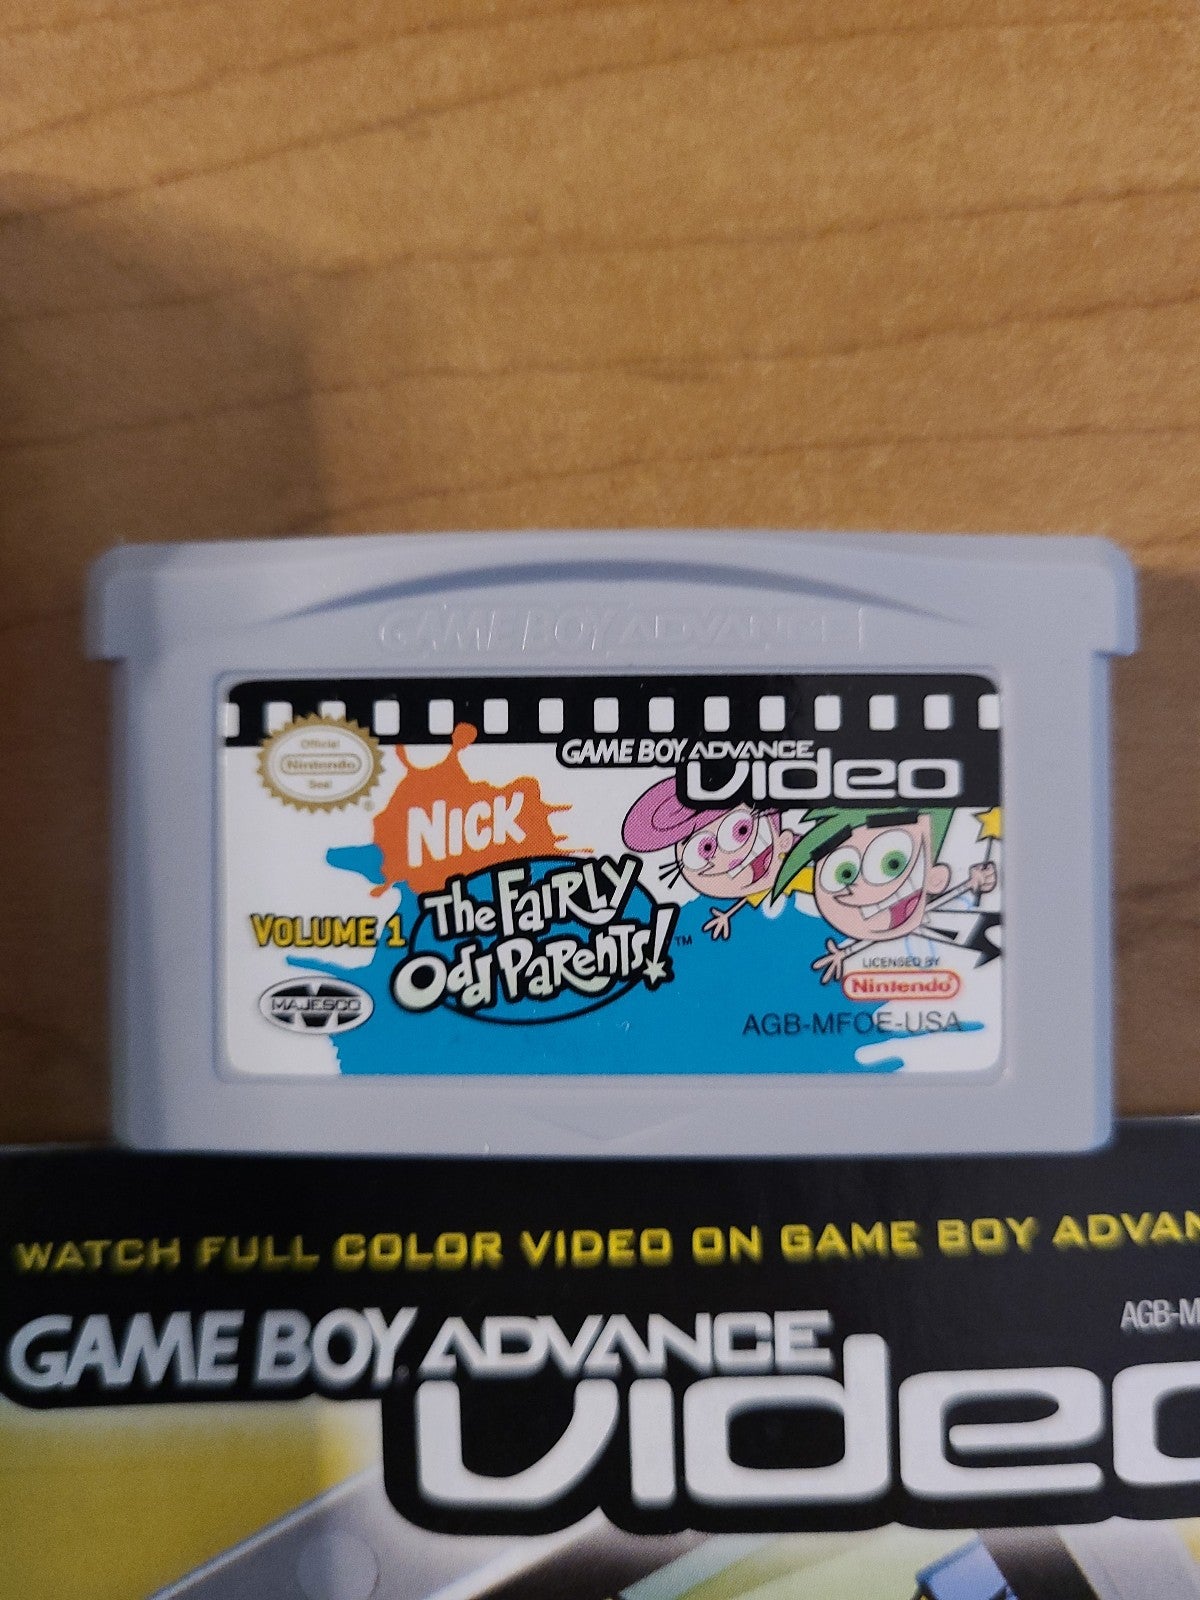 GAME BOY ADVANCE
Official
Nintendo
Seal
GAME BOY ADVANCE
video
NICK
The FAIRLY
Odd PARENTS!™
VOLUME 1
MAJESCO
LICENSED BY
Nintendo
AGB-MFOE-USA
WATCH FULL COLOR VIDEO ON GAME BOY ADVAN
AGB-M
GAME BOY ADVANCE
video